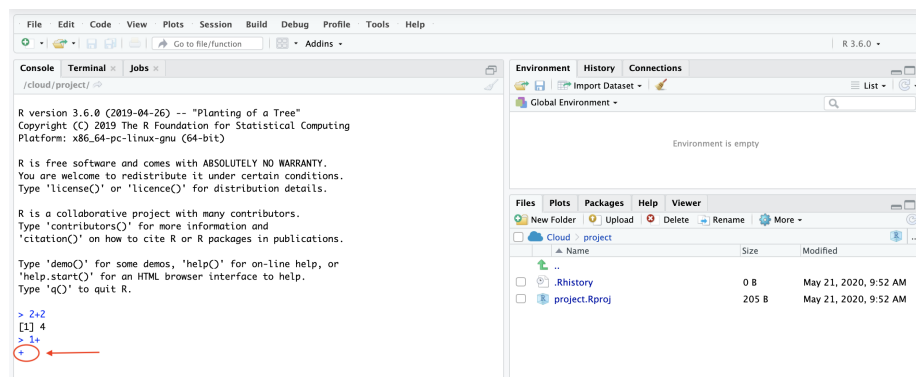 File Edit Code View Plots Session Build Debug Profile Tools Help
Go to file/function Addins R 3.6.0
Console Terminal Jobs
/cloud/project/
R version 3.6.0 (2019-04-26) -- "Planting of a Tree"
Copyright (C) 2019 The R Foundation for Statistical Computing
Platform: x86_64-pc-linux-gnu (64-bit)
R is free software and comes with ABSOLUTELY NO WARRANTY.
You are welcome to redistribute it under certain conditions.
Type 'license()' or 'licence()' for distribution details.
R is a collaborative project with many contributors.
Type 'contributors()' for more information and
'citation()' on how to cite R or R packages in publications.
Type 'demo()' for some demos, 'help()' for on-line help, or
'help.start()' for an HTML browser interface to help.
Type 'q()' to quit R.
> 2+2
[1] 4
> 1+
+
Environment History Connections
Import Dataset List
Global Environment
Environment is empty
Files Plots Packages Help Viewer
New Folder Upload Delete Rename More
Cloud > project ..
Name Size Modified
..
.Rhistory 0 B May 21, 2020, 9:52 AM
project.Rproj 205 B May 21, 2020, 9:52 AM